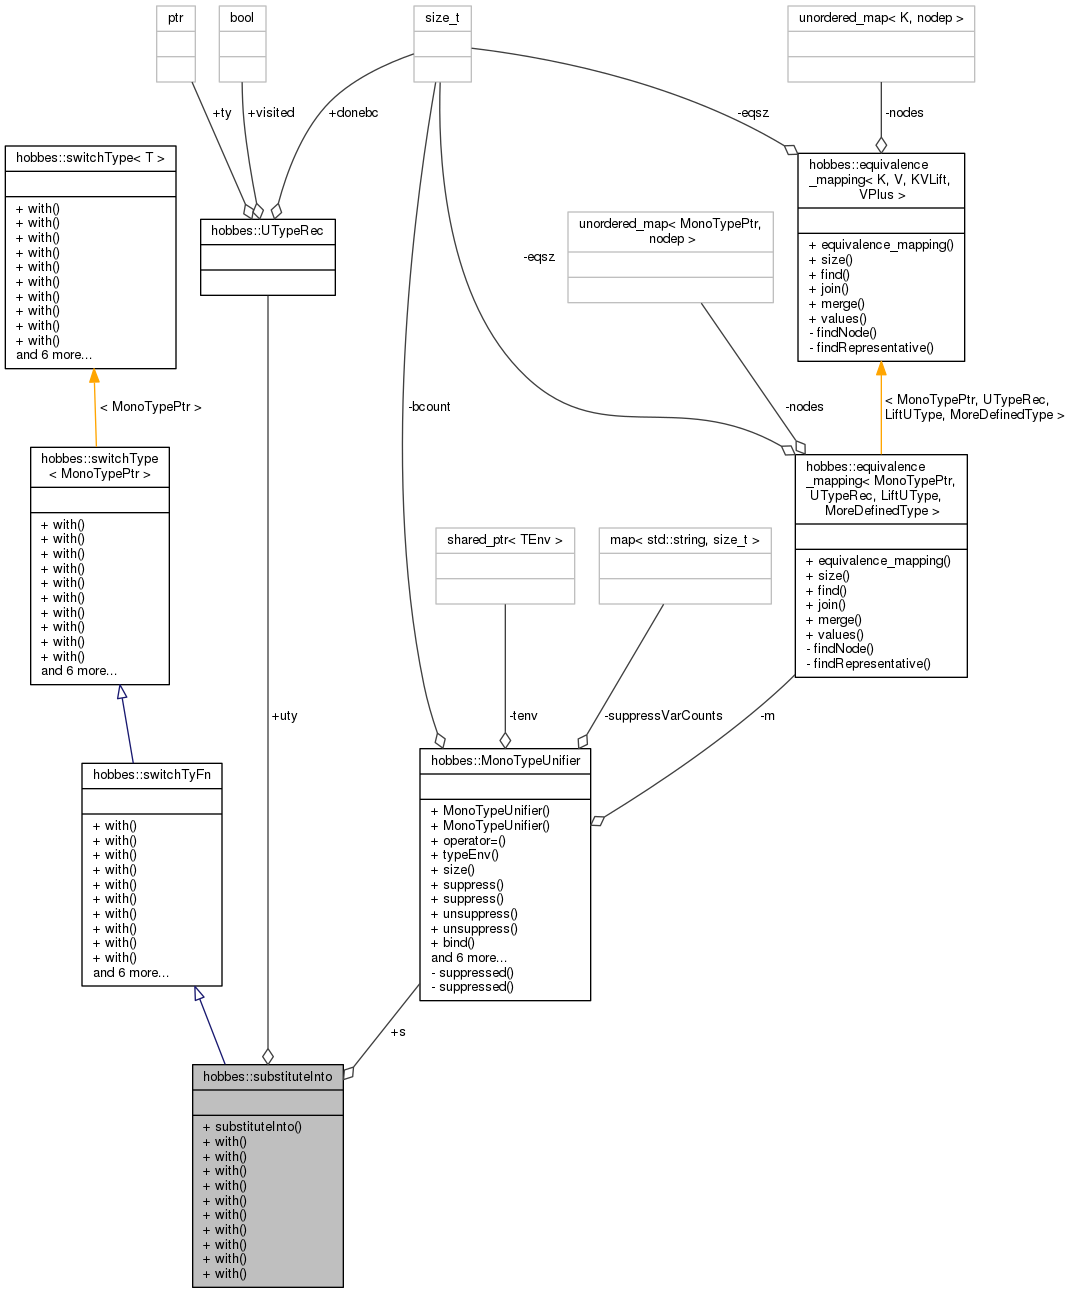 ptr
bool
size_t
unordered_map< K, nodep >
+ty
+visited
+donebc
-eqsz
-nodes
hobbes::switchType< T >
+ with()
+ with()
+ with()
+ with()
+ with()
+ with()
+ with()
+ with()
+ with()
+ with()
and 6 more...
hobbes::UTypeRec
unordered_map< MonoTypePtr,
nodep >
hobbes::equivalence
_mapping< K, V, KVLift,
VPlus >
+ equivalence_mapping()
+ size()
+ find()
+ join()
+ merge()
+ values()
- findNode()
- findRepresentative()
-eqsz
< MonoTypePtr >
-bcount
-nodes
< MonoTypePtr, UTypeRec,
LiftUType, MoreDefinedType >
hobbes::switchType
< MonoTypePtr >
+ with()
+ with()
+ with()
+ with()
+ with()
+ with()
+ with()
+ with()
+ with()
+ with()
and 6 more...
shared_ptr< TEnv >
map< std::string, size_t >
hobbes::equivalence
_mapping< MonoTypePtr,
UTypeRec, LiftUType,
MoreDefinedType >
+ equivalence_mapping()
+ size()
+ find()
+ join()
+ merge()
+ values()
- findNode()
- findRepresentative()
+uty
-tenv
-suppressVarCounts
-m
hobbes::switchTyFn
+ with()
+ with()
+ with()
+ with()
+ with()
+ with()
+ with()
+ with()
+ with()
+ with()
and 6 more...
hobbes::MonoTypeUnifier
+ MonoTypeUnifier()
+ MonoTypeUnifier()
+ operator=()
+ typeEnv()
+ size()
+ suppress()
+ suppress()
+ unsuppress()
+ unsuppress()
+ bind()
and 6 more...
- suppressed()
- suppressed()
+s
hobbes::substituteInto
+ substituteInto()
+ with()
+ with()
+ with()
+ with()
+ with()
+ with()
+ with()
+ with()
+ with()
+ with()